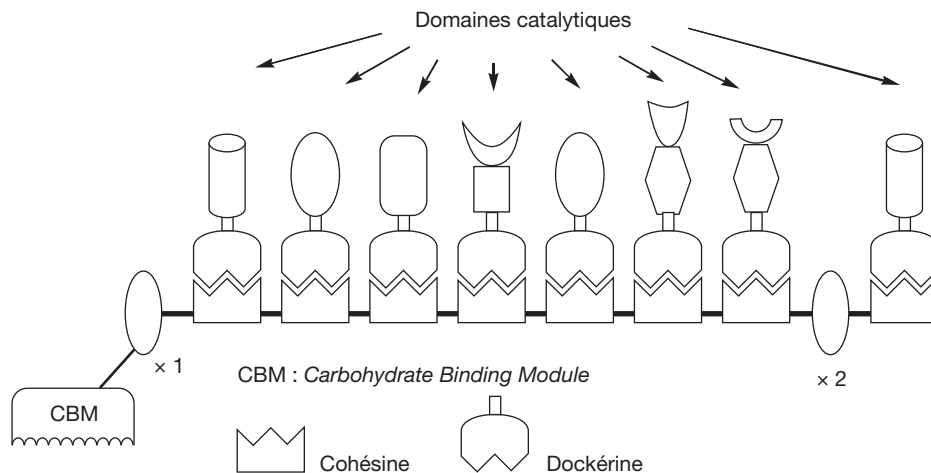 Domaines catalytiques
× 1
× 2
CBM : Carbohydrate Binding Module
CBM
Cohésine
Dockérine